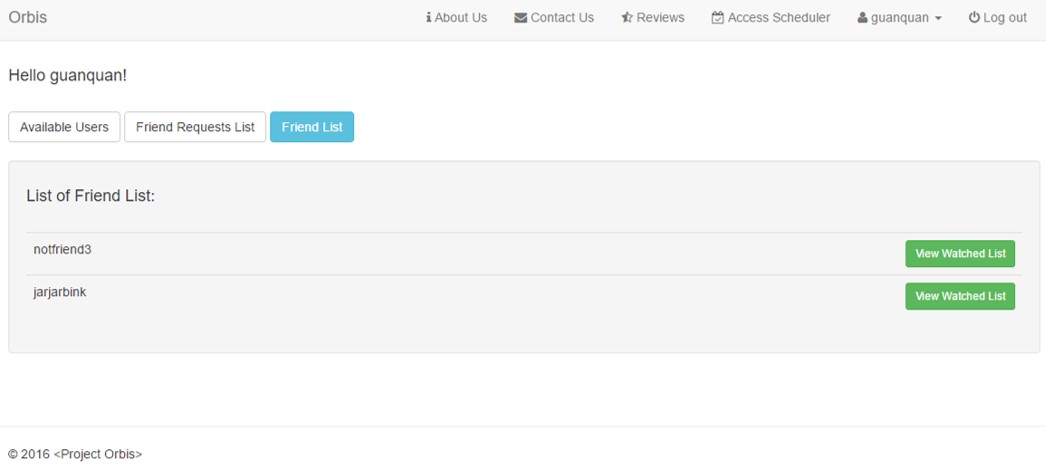 Orbis About Us Contact Us Reviews Access Scheduler guanquan Log out
Hello guanquan!
Available Users Friend Requests List Friend List
List of Friend List:
notfriend3 View Watched List
jarjarbink View Watched List
© 2016 <Project Orbis>